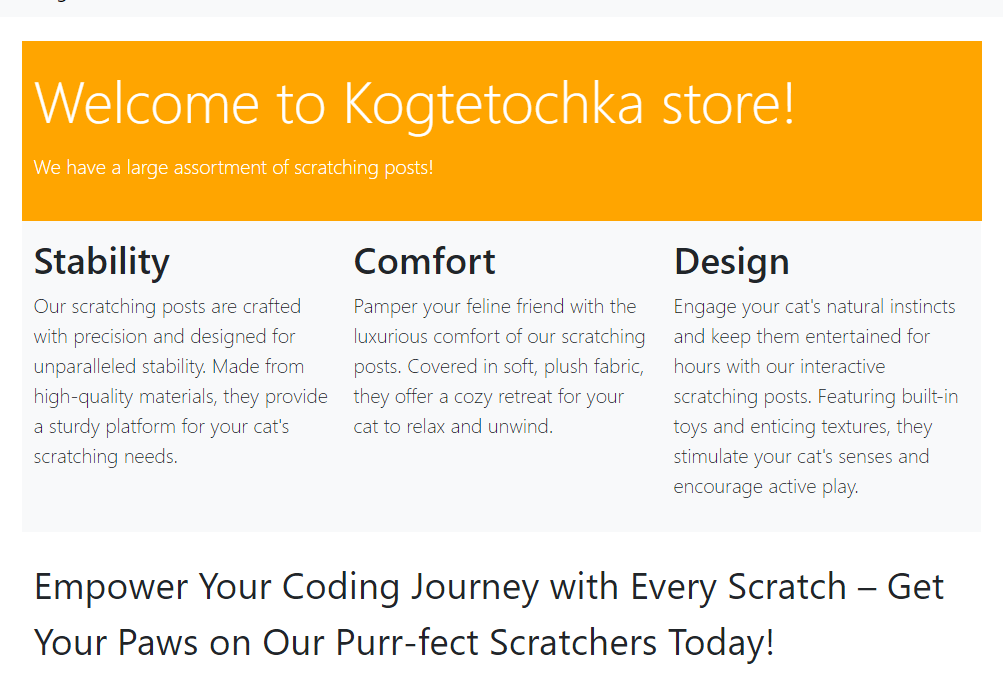 Welcome to Kogtetochka store!
We have a large assortment of scratching posts!
Stability
Our scratching posts are crafted
with precision and designed for
unparalleled stability. Made from
high-quality materials, they provide
a sturdy platform for your cat's
scratching needs.
Comfort
Pamper your feline friend with the
luxurious comfort of our scratching
posts. Covered in soft, plush fabric,
they offer a cozy retreat for your
cat to relax and unwind.
Design
Engage your cat's natural instincts
and keep them entertained for
hours with our interactive
scratching posts. Featuring built-in
toys and enticing textures, they
stimulate your cat's senses and
encourage active play.
Empower Your Coding Journey with Every Scratch – Get
Your Paws on Our Purr-fect Scratchers Today!